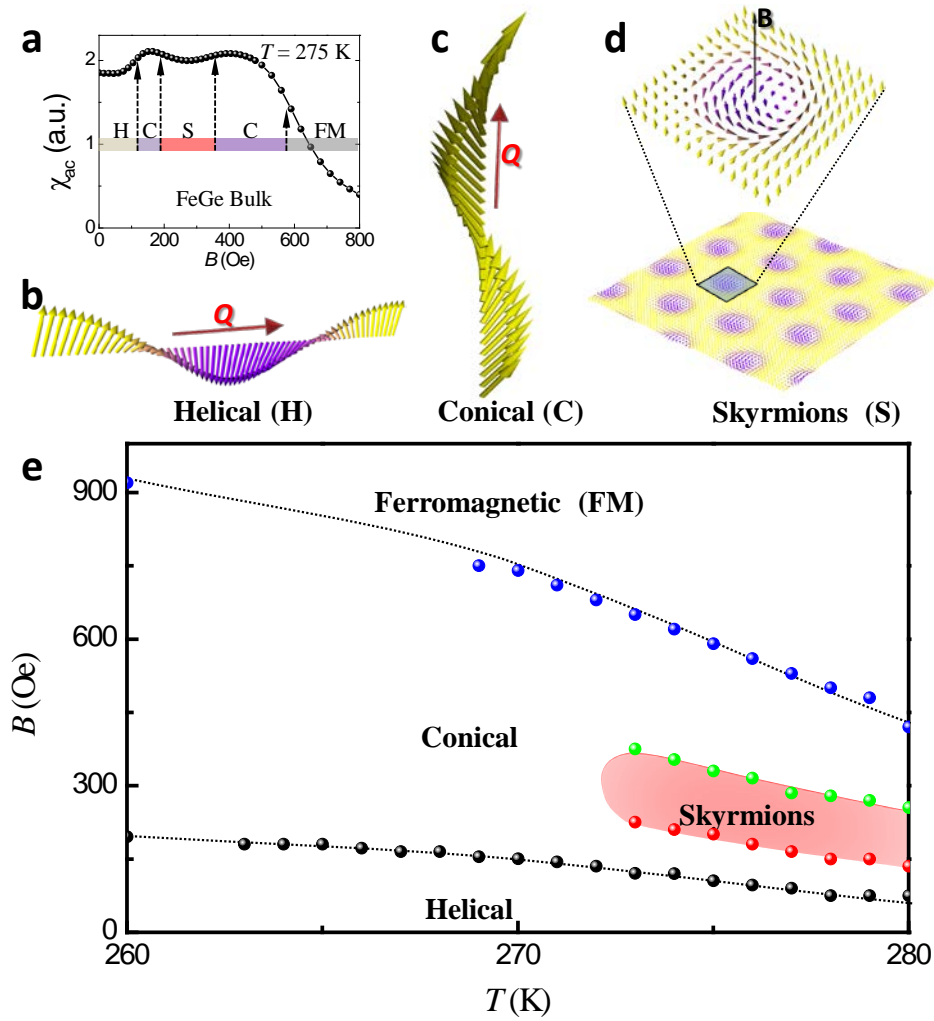 a
χac (a.u.)
2
1
0
T = 275 K
H C S C FM
FeGe Bulk
0 200 400 600 800
B (Oe)
b
Q
Helical (H)
c
Q
Conical (C)
d
B
Skyrmions (S)
e
B (Oe)
900
600
300
0
Ferromagnetic (FM)
Conical
Skyrmions
Helical
260 270 280
T (K)